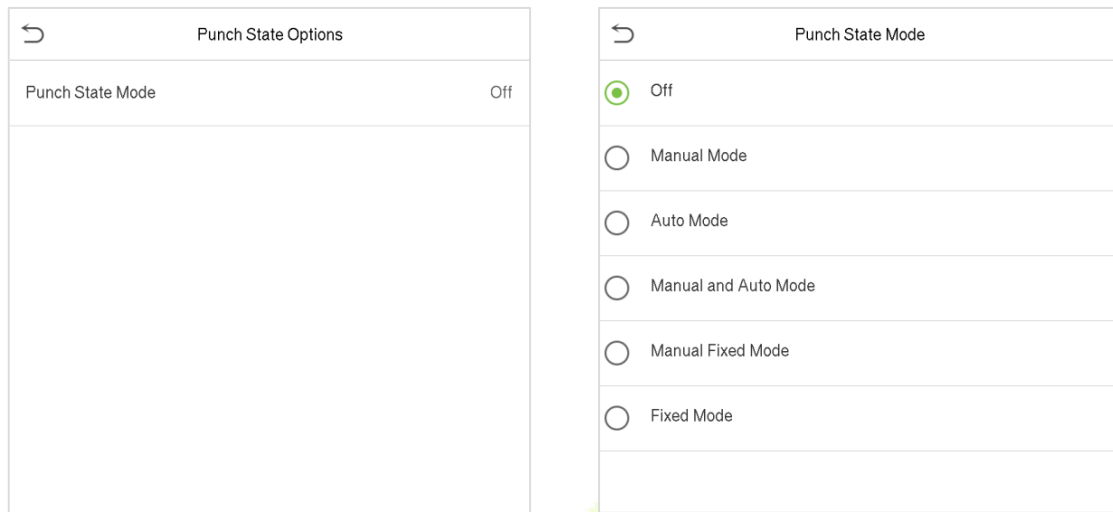 Punch State Options
Punch State Mode Off
Punch State Mode
Off
Manual Mode
Auto Mode
Manual and Auto Mode
Manual Fixed Mode
Fixed Mode